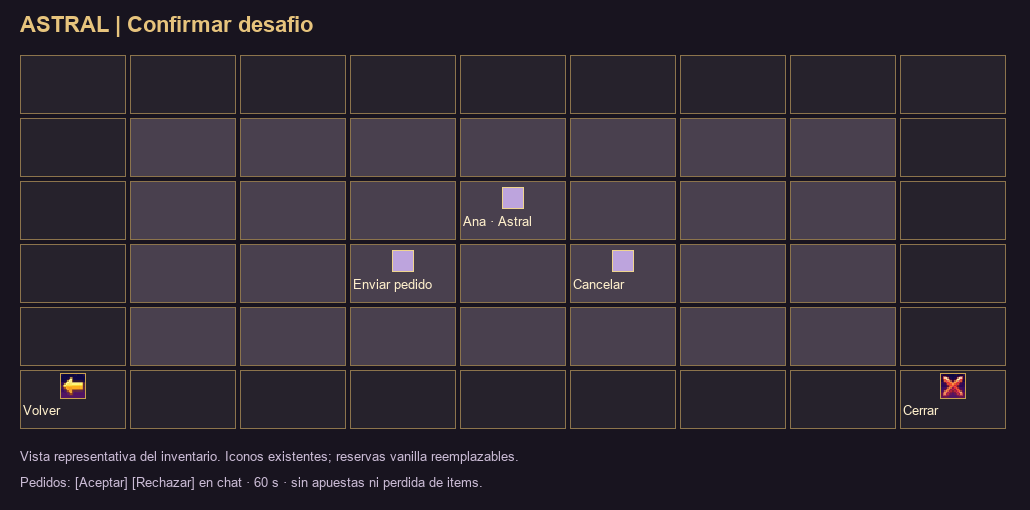 ASTRAL | Confirmar desafio
Ana · Astral
Enviar pedido
Cancelar
Volver
Cerrar
Vista representativa del inventario. Iconos existentes; reservas vanilla reemplazables.
Pedidos: [Aceptar] [Rechazar] en chat · 60 s · sin apuestas ni perdida de items.